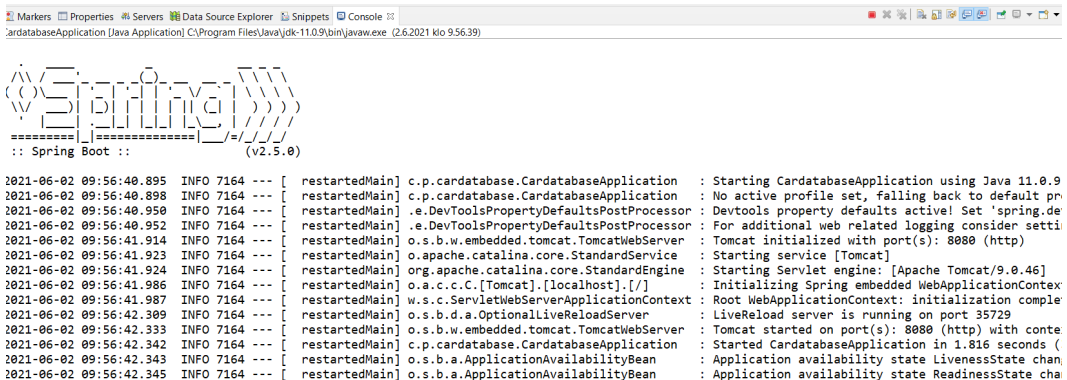 Markers Properties Servers Data Source Explorer Snippets Console
CardatabaseApplication [Java Application] C:\Program Files\Java\jdk-11.0.9\bin\javaw.exe (2.6.2021 klo 9.56.39)
Spring
:: Spring Boot :: (v2.5.0)
2021-06-02 09:56:40.895 INFO 7164 --- [ restartedMain] c.p.cardatabase.CardatabaseApplication : Starting CardatabaseApplication using Java 11.0.9
2021-06-02 09:56:40.898 INFO 7164 --- [ restartedMain] c.p.cardatabase.CardatabaseApplication : No active profile set, falling back to default pr
2021-06-02 09:56:40.950 INFO 7164 --- [ restartedMain] .e.DevToolsPropertyDefaultsPostProcessor : Devtools property defaults active! Set 'spring.de
2021-06-02 09:56:40.952 INFO 7164 --- [ restartedMain] .e.DevToolsPropertyDefaultsPostProcessor : For additional web related logging consider setti
2021-06-02 09:56:41.914 INFO 7164 --- [ restartedMain] o.s.b.w.embedded.tomcat.TomcatWebServer : Tomcat initialized with port(s): 8080 (http)
2021-06-02 09:56:41.923 INFO 7164 --- [ restartedMain] o.apache.catalina.core.StandardService : Starting service [Tomcat]
2021-06-02 09:56:41.924 INFO 7164 --- [ restartedMain] org.apache.catalina.core.StandardEngine : Starting Servlet engine: [Apache Tomcat/9.0.46]
2021-06-02 09:56:41.986 INFO 7164 --- [ restartedMain] o.a.c.c.C.[Tomcat].[localhost].[/] : Initializing Spring embedded WebApplicationContex
2021-06-02 09:56:41.987 INFO 7164 --- [ restartedMain] w.s.c.ServletWebServerApplicationContext : Root WebApplicationContext: initialization comple
2021-06-02 09:56:42.309 INFO 7164 --- [ restartedMain] o.s.b.d.a.OptionalLiveReloadServer : LiveReload server is running on port 35729
2021-06-02 09:56:42.333 INFO 7164 --- [ restartedMain] o.s.b.w.embedded.tomcat.TomcatWebServer : Tomcat started on port(s): 8080 (http) with conte
2021-06-02 09:56:42.342 INFO 7164 --- [ restartedMain] c.p.cardatabase.CardatabaseApplication : Started CardatabaseApplication in 1.816 seconds (
2021-06-02 09:56:42.343 INFO 7164 --- [ restartedMain] o.s.b.a.ApplicationAvailabilityBean : Application availability state LivenessState chan
2021-06-02 09:56:42.345 INFO 7164 --- [ restartedMain] o.s.b.a.ApplicationAvailabilityBean : Application availability state ReadinessState cha